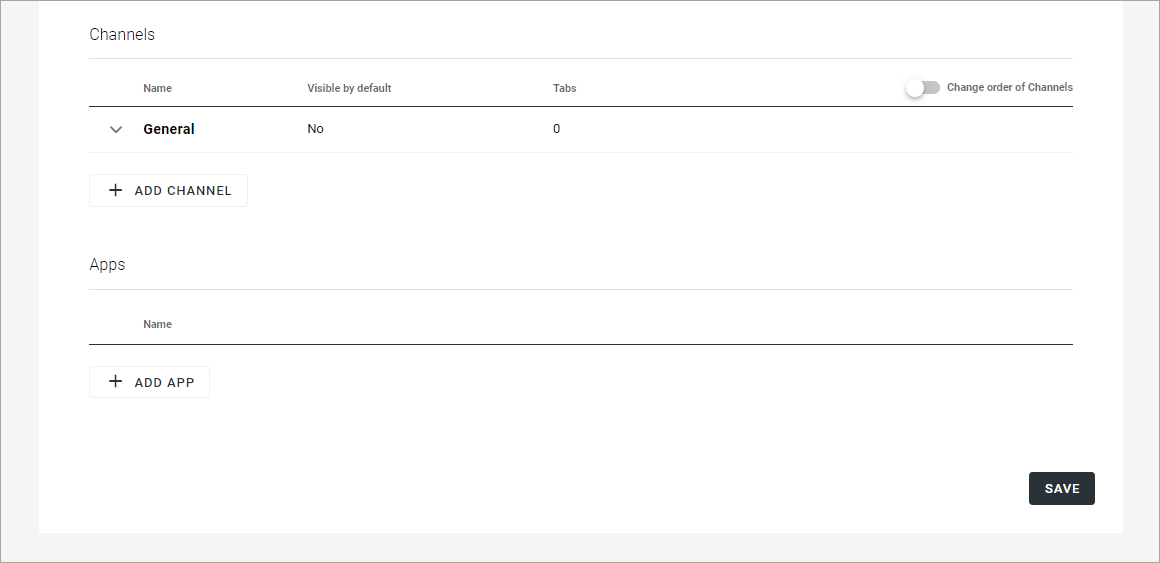 Channels
Name Visible by default Tabs Change order of Channels
General No 0
ADD CHANNEL
Apps
Name
ADD APP
SAVE